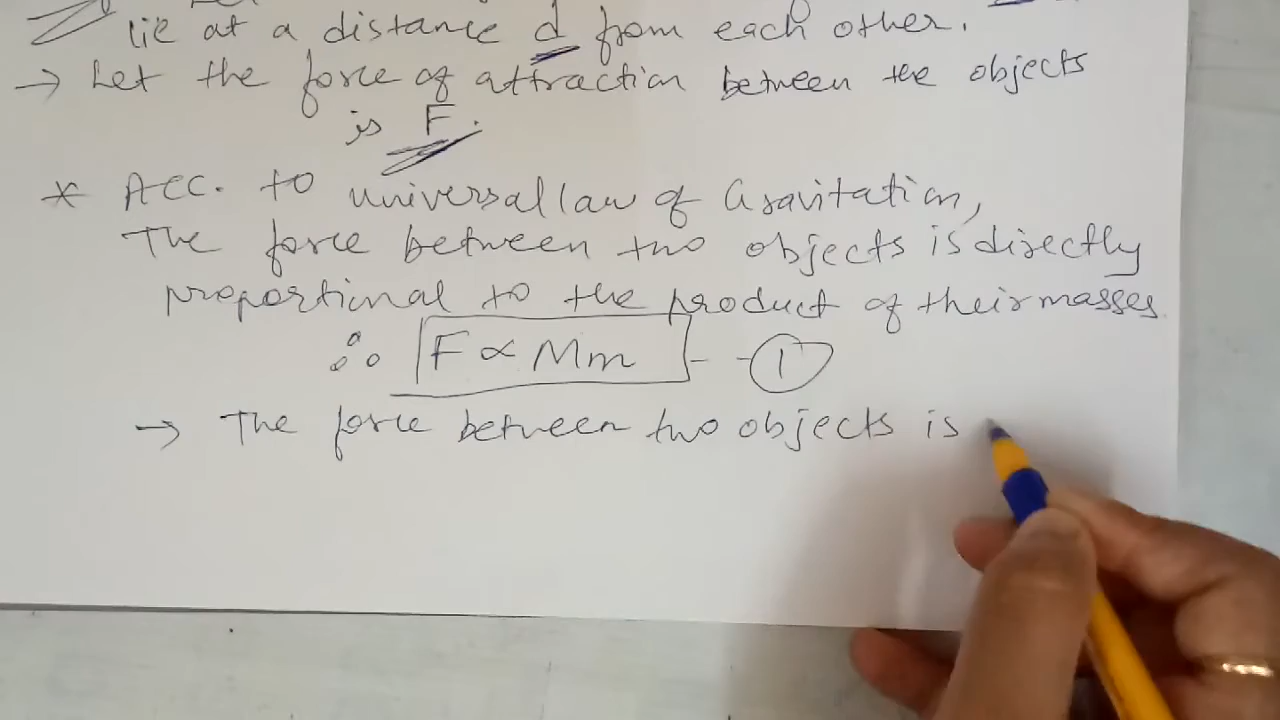 lie at a distance d from each other.
→ Let the force of attraction between the objects
is F.
* Acc. to universal law of Gravitation,
The force between two objects is directly
proportional to the product of their masses
∴ F ∝ Mm - - ①
→ The force between two objects is